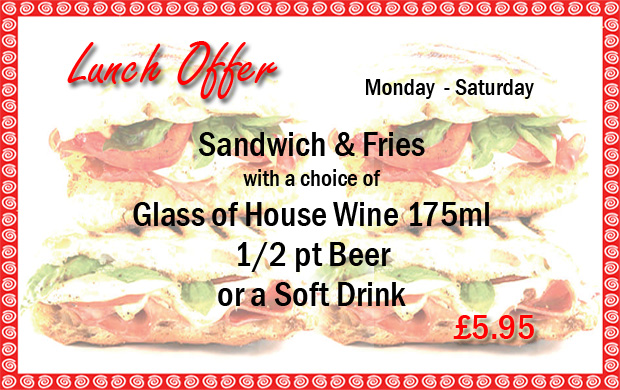 Lunch Offer
Monday - Saturday
Sandwich & Fries
with a choice of
Glass of House Wine 175ml
1/2 pt Beer
or a Soft Drink
£5.95